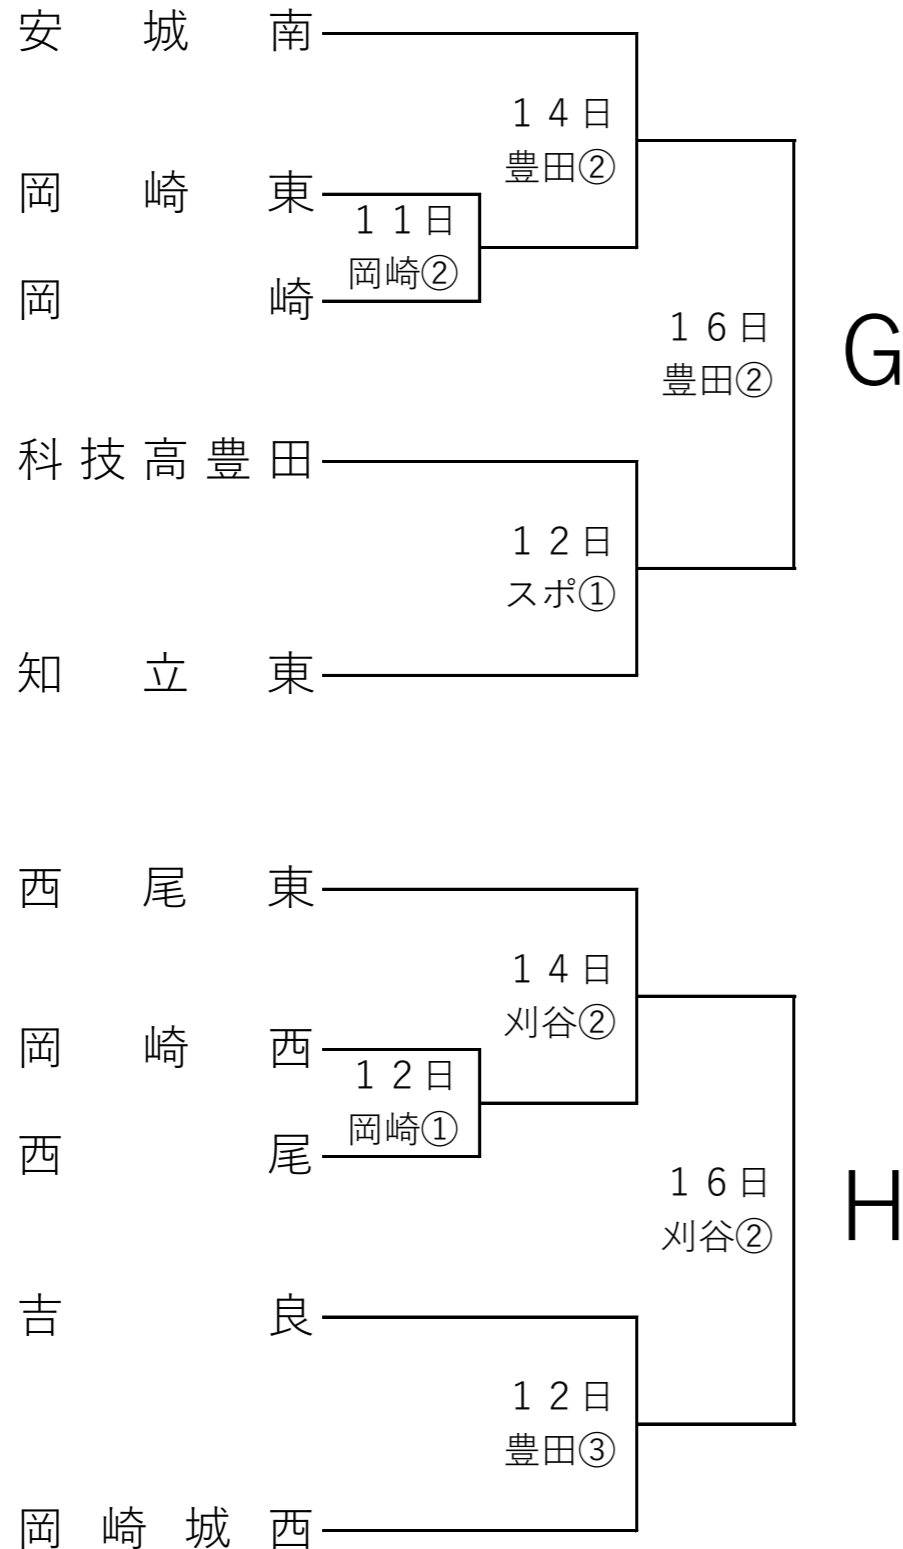 安城南
14日
豊田②
岡崎東
11日
岡崎②
岡崎
16日
豊田②
G
科技高豊田
12日
スポ①
知立東
西尾東
14日
刈谷②
岡崎西
12日
岡崎①
西尾
16日
刈谷②
H
吉良
12日
豊田③
岡崎城西